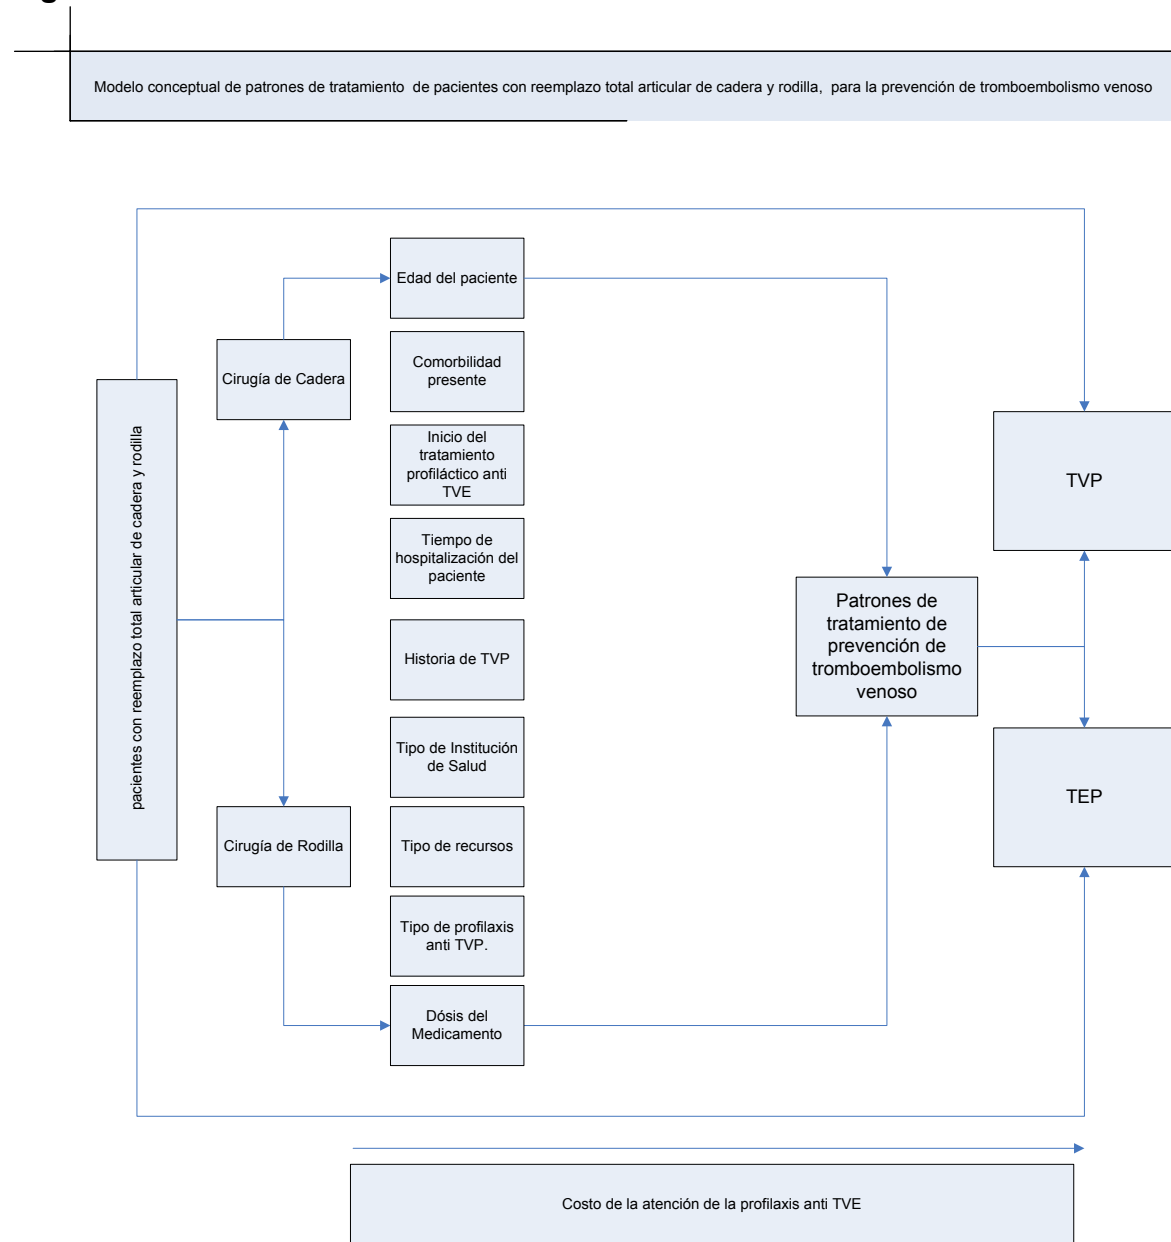 Modelo conceptual de patrones de tratamiento de pacientes con reemplazo total articular de cadera y rodilla, para la prevención de tromboembolismo venoso
Edad del paciente
Cirugía de Cadera
Comorbilidad
presente
pacientes con reemplazo total articular de cadera y rodilla
Inicio del
tratamiento
profiláctico anti
TVE
TVP
Tiempo de
hospitalización del
paciente
Patrones de
tratamiento de
prevención de
tromboembolismo
venoso
Historia de TVP
Tipo de Institución
de Salud
TEP
Cirugía de Rodilla
Tipo de recursos
Tipo de profilaxis
anti TVP.
Dósis del
Medicamento
Costo de la atención de la profilaxis anti TVE